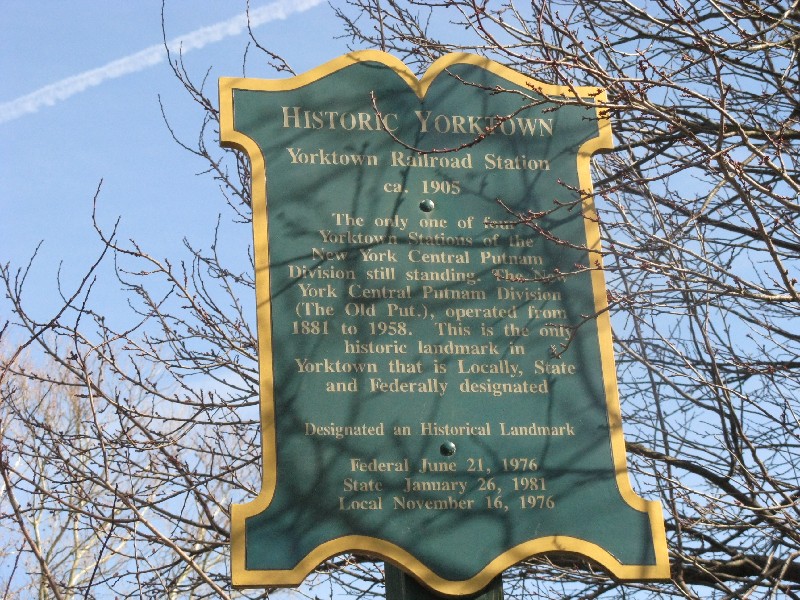 HISTORIC YORKTOWN
Yorktown Railroad Station
ca. 1905
The only one of four
Yorktown Stations of the
New York Central Putnam
Division still standing. The New
York Central Putnam Division
(The Old Put.), operated from
1881 to 1958. This is the only
historic landmark in
Yorktown that is Locally, State
and Federally designated
Designated an Historical Landmark
Federal June 21, 1976
State January 26, 1981
Local November 16, 1976